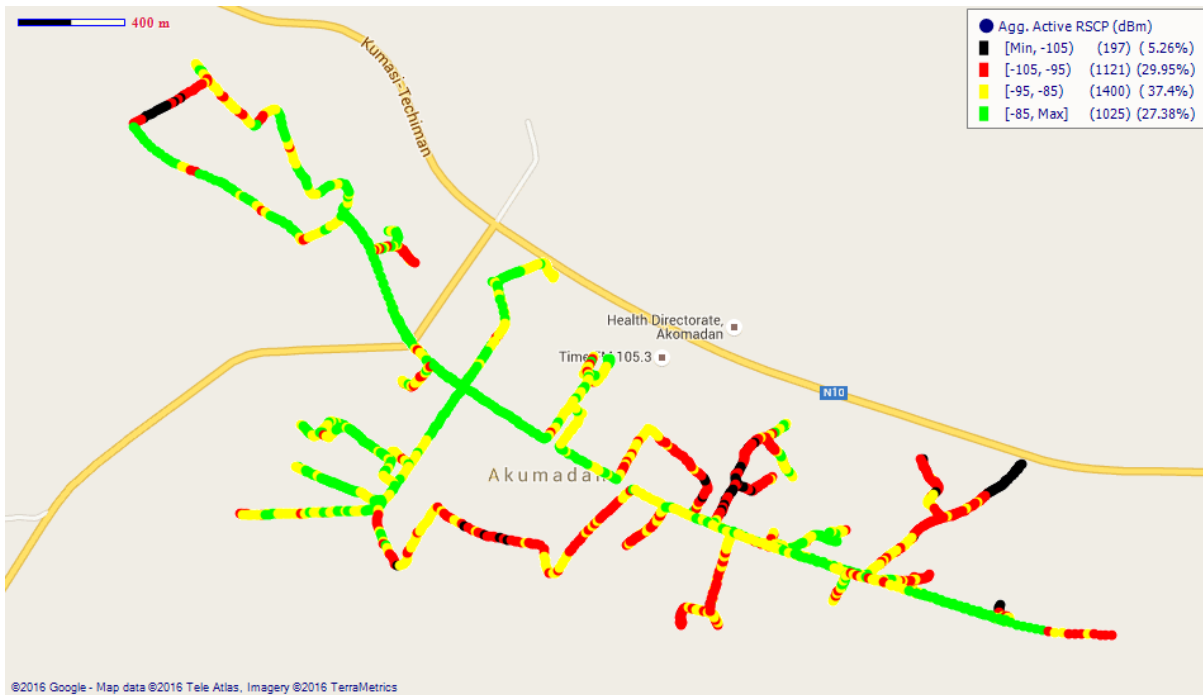 400 m
Agg. Active RSCP (dBm)
[Min, -105) (197) ( 5.26%)
[-105, -95) (1121) (29.95%)
[-95, -85) (1400) ( 37.4%)
[-85, Max] (1025) (27.38%)
Kumasi-Techiman
Health Directorate,
Akomadan
Time 105.3
N10
Akumadan
©2016 Google - Map data ©2016 Tele Atlas, Imagery ©2016 TerraMetrics